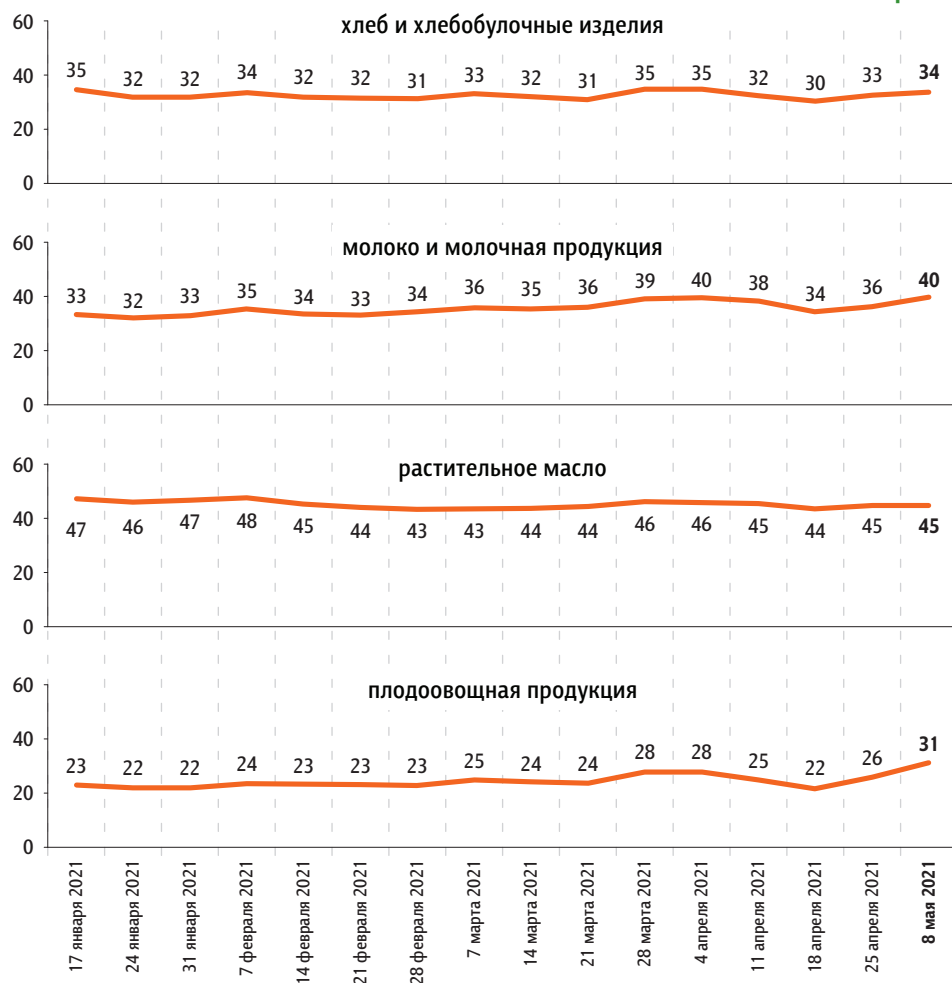 хлеб и хлебобулочные изделия
60
40
20
0
35 32 32 34 32 32 31 33 32 31 35 35 32 30 33 34
молоко и молочная продукция
60
40
20
0
33 32 33 35 34 33 34 36 35 36 39 40 38 34 36 40
растительное масло
60
40
20
0
47 46 47 48 45 44 43 43 44 44 46 46 45 44 45 45
плодоовощная продукция
60
40
20
0
23 22 22 24 23 23 23 25 24 24 28 28 25 22 26 31
17 января 2021
24 января 2021
31 января 2021
7 февраля 2021
14 февраля 2021
21 февраля 2021
28 февраля 2021
7 марта 2021
14 марта 2021
21 марта 2021
28 марта 2021
4 апреля 2021
11 апреля 2021
18 апреля 2021
25 апреля 2021
8 мая 2021